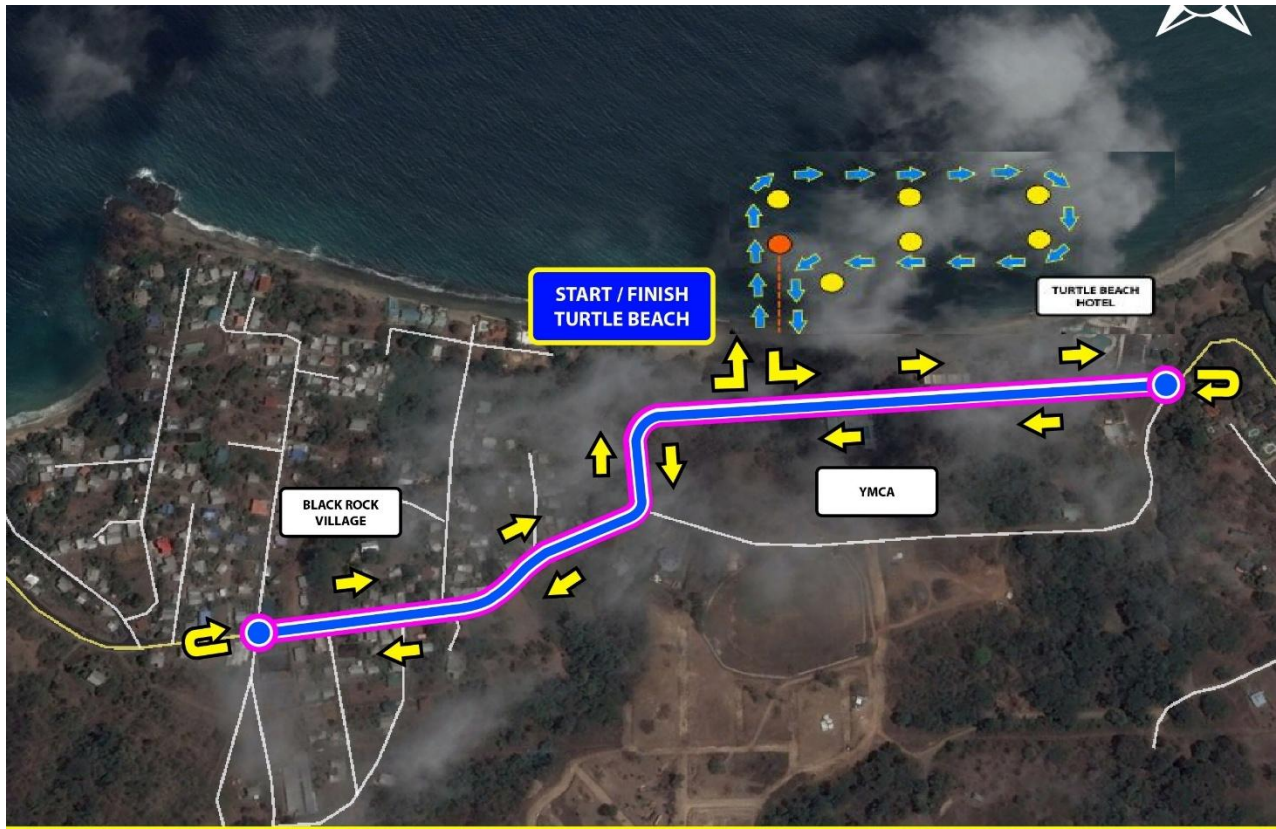 START / FINISH
TURTLE BEACH
TURTLE BEACH
HOTEL
BLACK ROCK
VILLAGE
YMCA